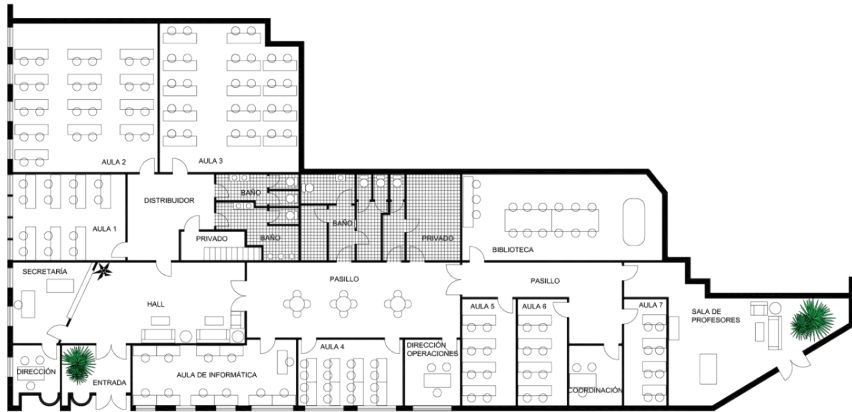 AULA 2
AULA 3
DISTRIBUIDOR
BAÑO
AULA 1
BAÑO
PRIVADO
PRIVADO
BAÑO
BIBLIOTECA
SECRETARÍA
PASILLO
PASILLO
HALL
AULA 5
AULA 6
AULA 7
SALA DE
PROFESORES
DIRECCIÓN
ENTRADA
AULA DE INFORMÁTICA
AULA 4
DIRECCIÓN
OPERACIONES
COORDINACIÓN